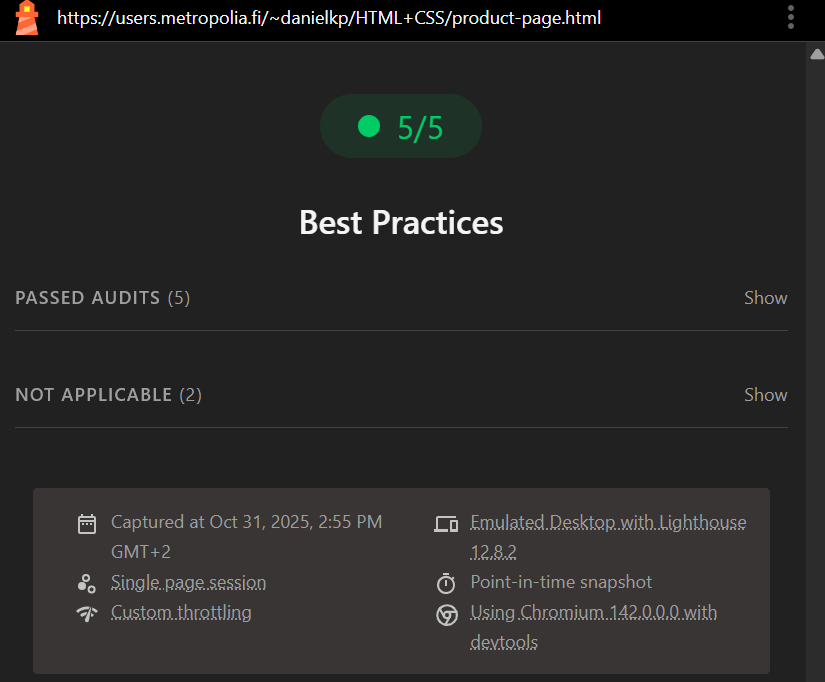 https://users.metropolia.fi/~danielkp/HTML+CSS/product-page.html
5/5
Best Practices
PASSED AUDITS (5)
Show
NOT APPLICABLE (2)
Show
Captured at Oct 31, 2025, 2:55 PM
GMT+2
Single page session
Custom throttling
Emulated Desktop with Lighthouse
12.8.2
Point-in-time snapshot
Using Chromium 142.0.0.0 with
devtools